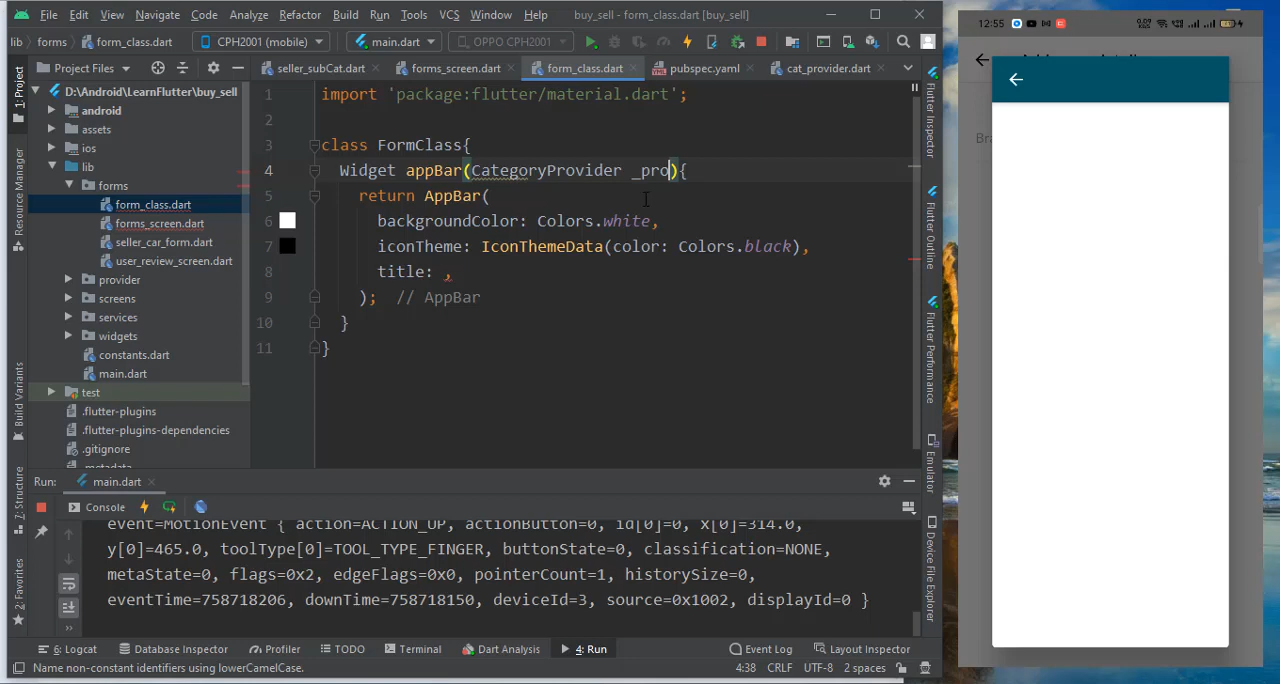 File Edit View Navigate Code Analyze Refactor Build Run Tools VCS Window Help buy_sell - form_class.dart [buy_sell]
lib forms form_class.dart CPH2001 (mobile) main.dart OPPO CPH2001
1: Project
Resource Manager
Build Variants
7: Structure
2: Favorites
Project Files
D:\Android\LearnFlutter\buy_sell
android
assets
ios
lib
forms
form_class.dart
forms_screen.dart
seller_car_form.dart
user_review_screen.dart
provider
screens
services
widgets
constants.dart
main.dart
test
.flutter-plugins
.flutter-plugins-dependencies
.gitignore
.metadata
seller_subCat.dart forms_screen.dart form_class.dart pubspec.yaml cat_provider.dart
1 import 'package:flutter/material.dart';
2
3 class FormClass{
4 Widget appBar(CategoryProvider _pro){
5 return AppBar(
6 backgroundColor: Colors.white,
7 iconTheme: IconThemeData(color: Colors.black),
8 title: ,
9 ); // AppBar
10 }
11 }
Flutter Inspector
Flutter Outline
Flutter Performance
Emulator
Device File Explorer
Run: main.dart
Console
event=MotionEvent { action=ACTION_UP, actionButton=0, id[0]=0, x[0]=314.0,
y[0]=465.0, toolType[0]=TOOL_TYPE_FINGER, buttonState=0, classification=NONE,
metaState=0, flags=0x2, edgeFlags=0x0, pointerCount=1, historySize=0,
eventTime=758718206, downTime=758718150, deviceId=3, source=0x1002, displayId=0 }
6: Logcat Database Inspector Profiler TODO Terminal Dart Analysis 4: Run Event Log Layout Inspector
Name non-constant identifiers using lowerCamelCase. 4:38 CRLF UTF-8 2 spaces
12:55